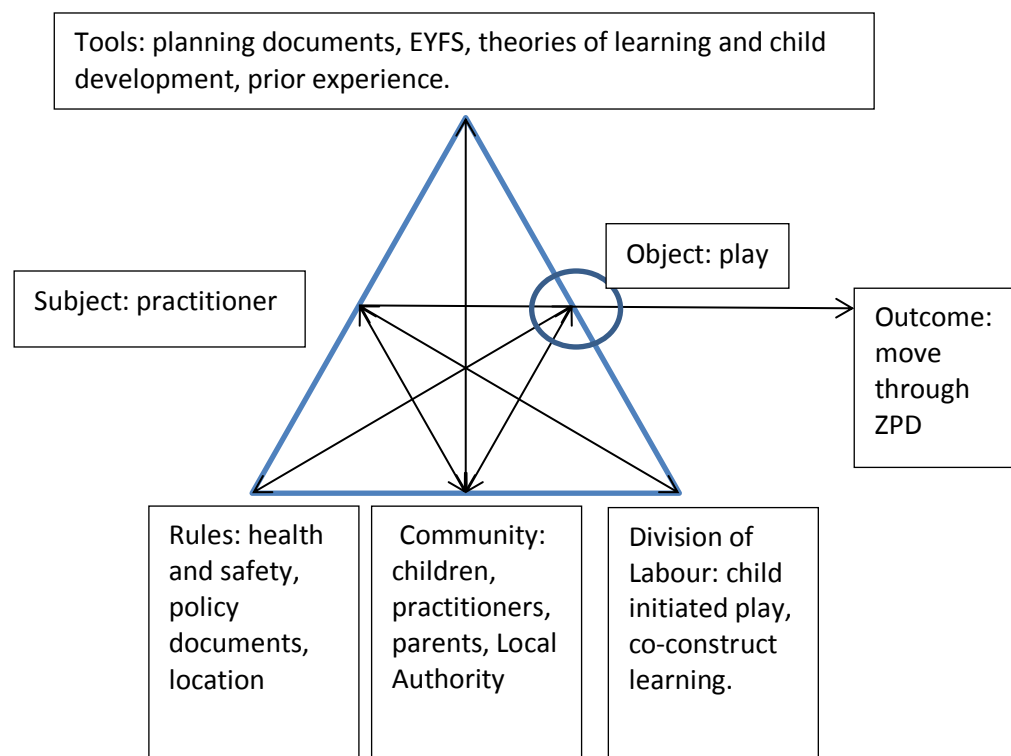 Tools: planning documents, EYFS, theories of learning and child
development, prior experience.
Object: play
Subject: practitioner
Outcome:
move
through
ZPD
Rules: health
and safety,
policy
documents,
location
Community:
children,
practitioners,
parents, Local
Authority
Division of
Labour: child
initiated play,
co-construct
learning.